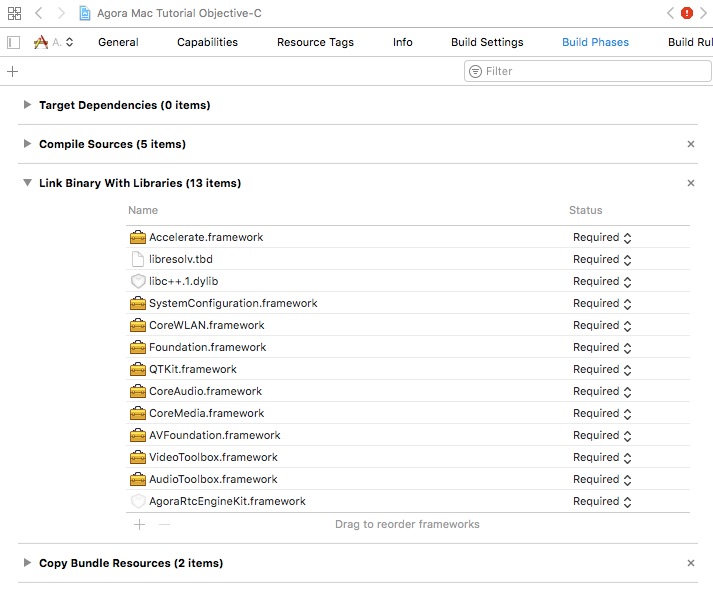 Agora Mac Tutorial Objective-C
A. General Capabilities Resource Tags Info Build Settings Build Phases Build Rul
Filter
Target Dependencies (0 items)
Compile Sources (5 items)
Link Binary With Libraries (13 items)
Name Status
Accelerate.framework Required
libresolv.tbd Required
libc++.1.dylib Required
SystemConfiguration.framework Required
CoreWLAN.framework Required
Foundation.framework Required
QTKit.framework Required
CoreAudio.framework Required
CoreMedia.framework Required
AVFoundation.framework Required
VideoToolbox.framework Required
AudioToolbox.framework Required
AgoraRtcEngineKit.framework Required
Drag to reorder frameworks
Copy Bundle Resources (2 items)